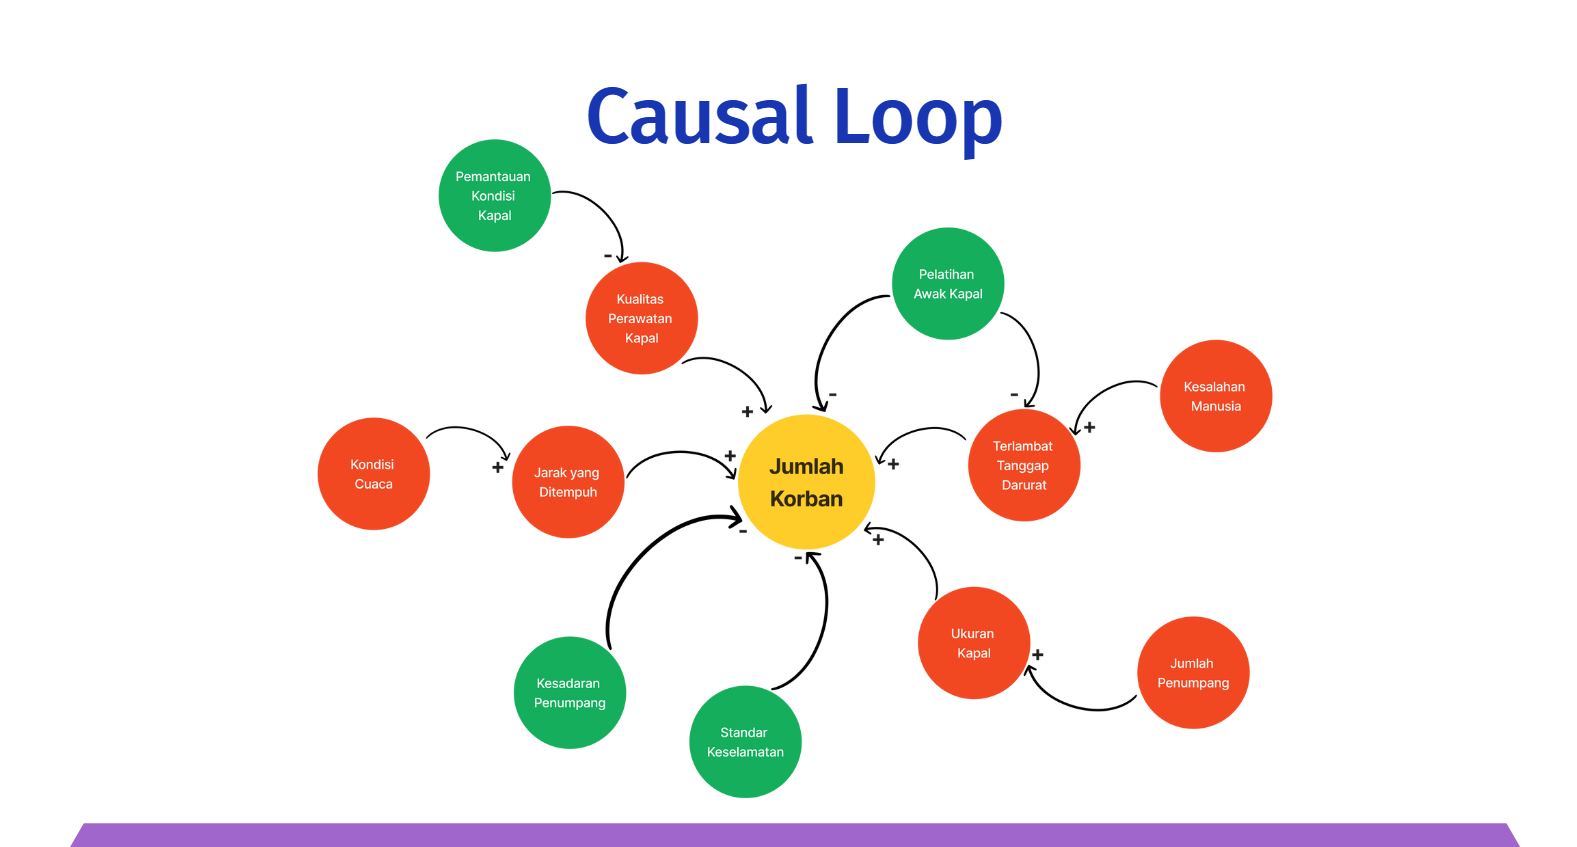 Causal Loop
Pemantauan
Kondisi
Kapal
-
Kualitas
Perawatan
Kapal
+
Pelatihan
Awak Kapal
-
-
Kesalahan
Manusia
+
Terlambat
Tanggap
Darurat
+
Kondisi
Cuaca
+
Jarak yang
Ditempuh
+
Jumlah
Korban
-
-
+
Kesadaran
Penumpang
Standar
Keselamatan
Ukuran
Kapal
+
Jumlah
Penumpang